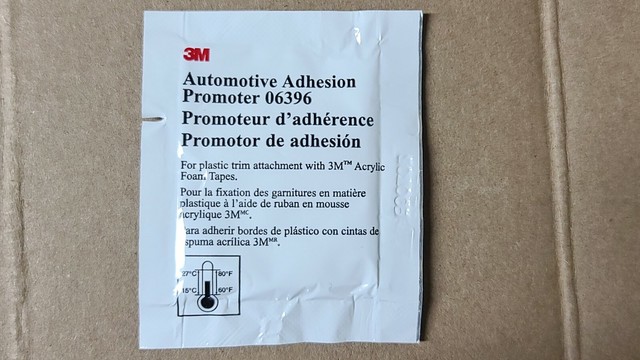 3M
Automotive Adhesion
Promoter 06396
Promoteur d'adhérence
Promotor de adhesión
For plastic trim attachment with 3M™ Acrylic
Foam Tapes.
Pour la fixation des garnitures en matière
plastique à l'aide de ruban en mousse
acrylique 3Mᴹᶜ.
Para adherir bordes de plástico con cintas de
espuma acrílica 3Mᴹᴿ.
27°C 80°F
15°C 60°F